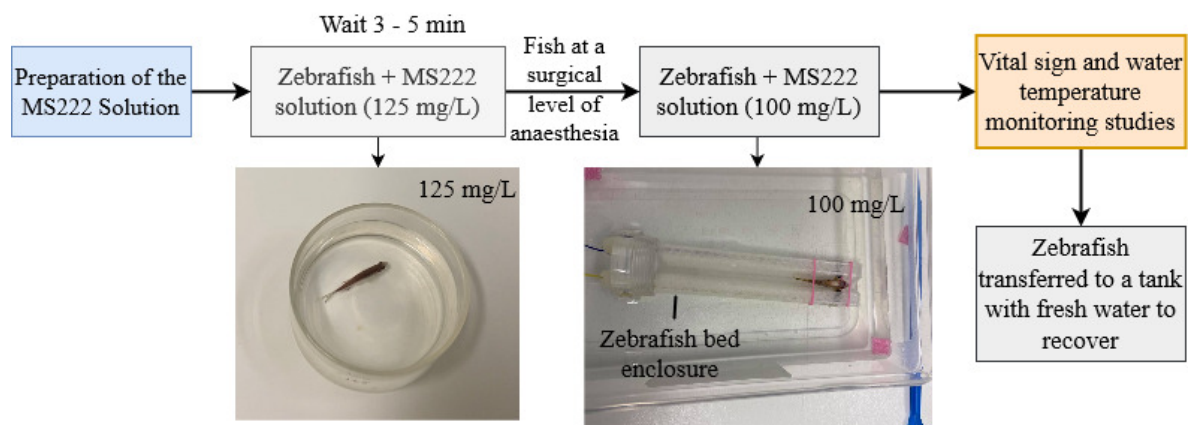 Wait 3 - 5 min
Preparation of the
MS222 Solution
Zebrafish + MS222
solution (125 mg/L)
Fish at a
surgical
level of
anaesthesia
Zebrafish + MS222
solution (100 mg/L)
Vital sign and water
temperature
monitoring studies
125 mg/L
100 mg/L
Zebrafish bed
enclosure
Zebrafish
transferred to a tank
with fresh water to
recover